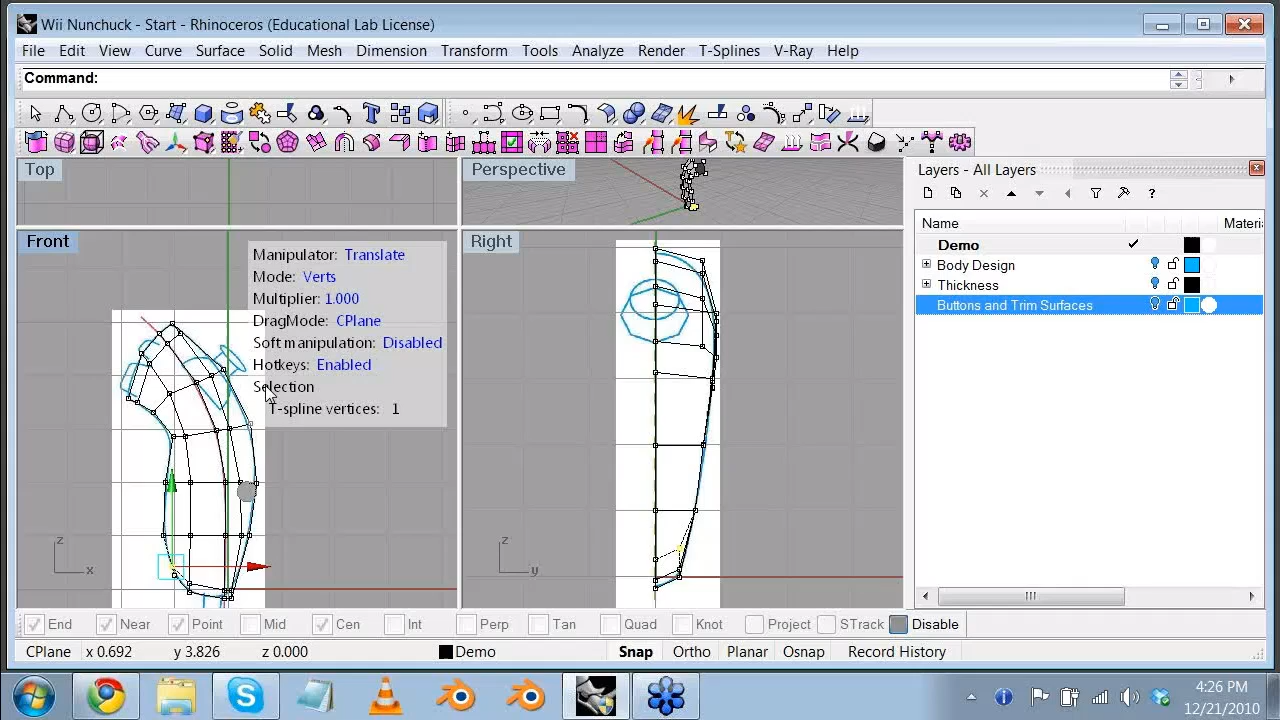 Wii Nunchuck - Start - Rhinoceros (Educational Lab License)
File Edit View Curve Surface Solid Mesh Dimension Transform Tools Analyze Render T-Splines V-Ray Help
Command:
Top
Perspective
Layers - All Layers
?
Name Materi
Demo
Body Design
Thickness
Buttons and Trim Surfaces
Front
Manipulator: Translate
Mode: Verts
Multiplier: 1.000
DragMode: CPlane
Soft manipulation: Disabled
Hotkeys: Enabled
Selection
T-spline vertices: 1
z
x
Right
z
y
End Near Point Mid Cen Int Perp Tan Quad Knot Project STrack Disable
CPlane x 0.692 y 3.826 z 0.000 Demo Snap Ortho Planar Osnap Record History
4:26 PM
12/21/2010